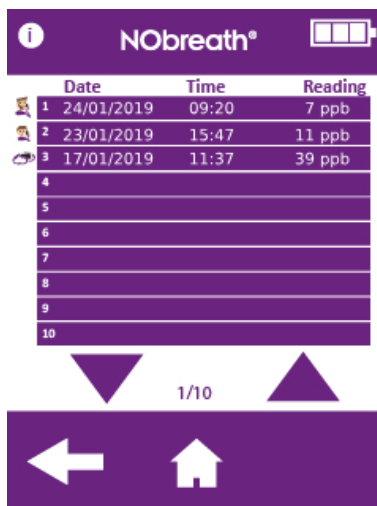 i NObreath®
Date Time Reading
1 24/01/2019 09:20 7 ppb
2 23/01/2019 15:47 11 ppb
3 17/01/2019 11:37 39 ppb
4
5
6
7
8
9
10
1/10